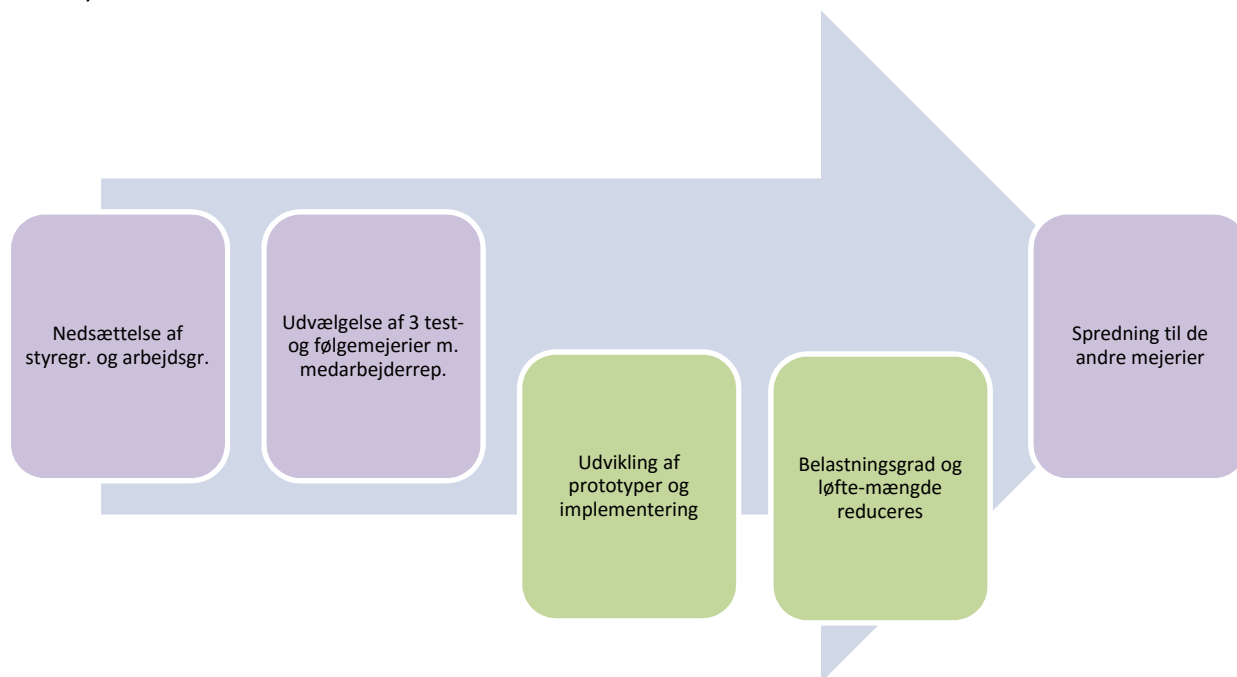 Nedsættelse af
styregr. og arbejdsgr.
Udvælgelse af 3 test-
og følgemejerier m.
medarbejderrep.
Udvikling af
prototyper og
implementering
Belastningsgrad og
løfte-mængde
reduceres
Spredning til de
andre mejerier